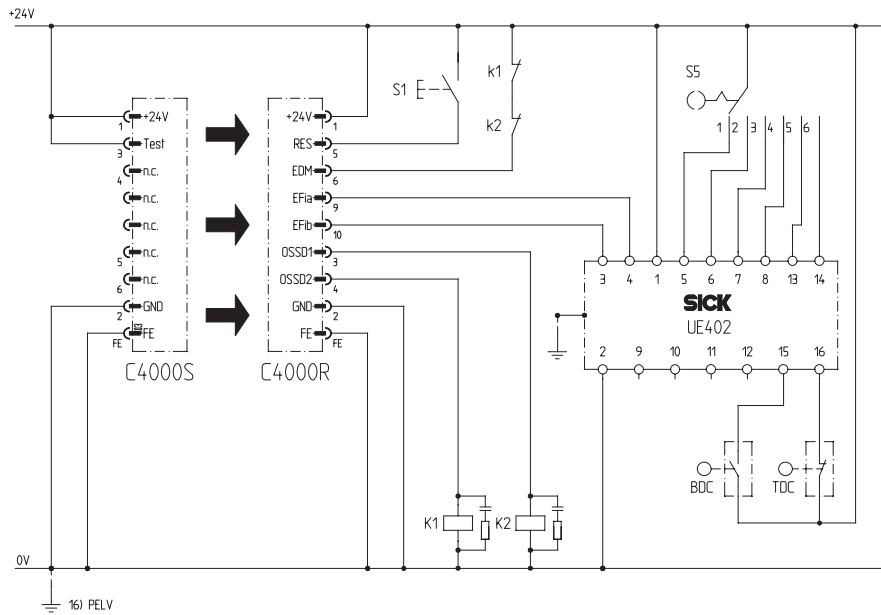 +24V
+24V
1
Test
3
n.c.
4
n.c.
n.c.
n.c.
5
n.c.
6
GND
2
FE
FE
C4000S
+24V
1
RES
5
EDM
6
EFia
9
EFib
10
OSSD1
3
OSSD2
4
GND
2
FE
FE
C4000R
S1
k1
k2
S5
1 2 3 4 5 6
3 4 1 5 6 7 8 13 14
SICK
UE402
2 9 10 11 12 15 16
BDC
TDC
K1
K2
0V
16) PELV